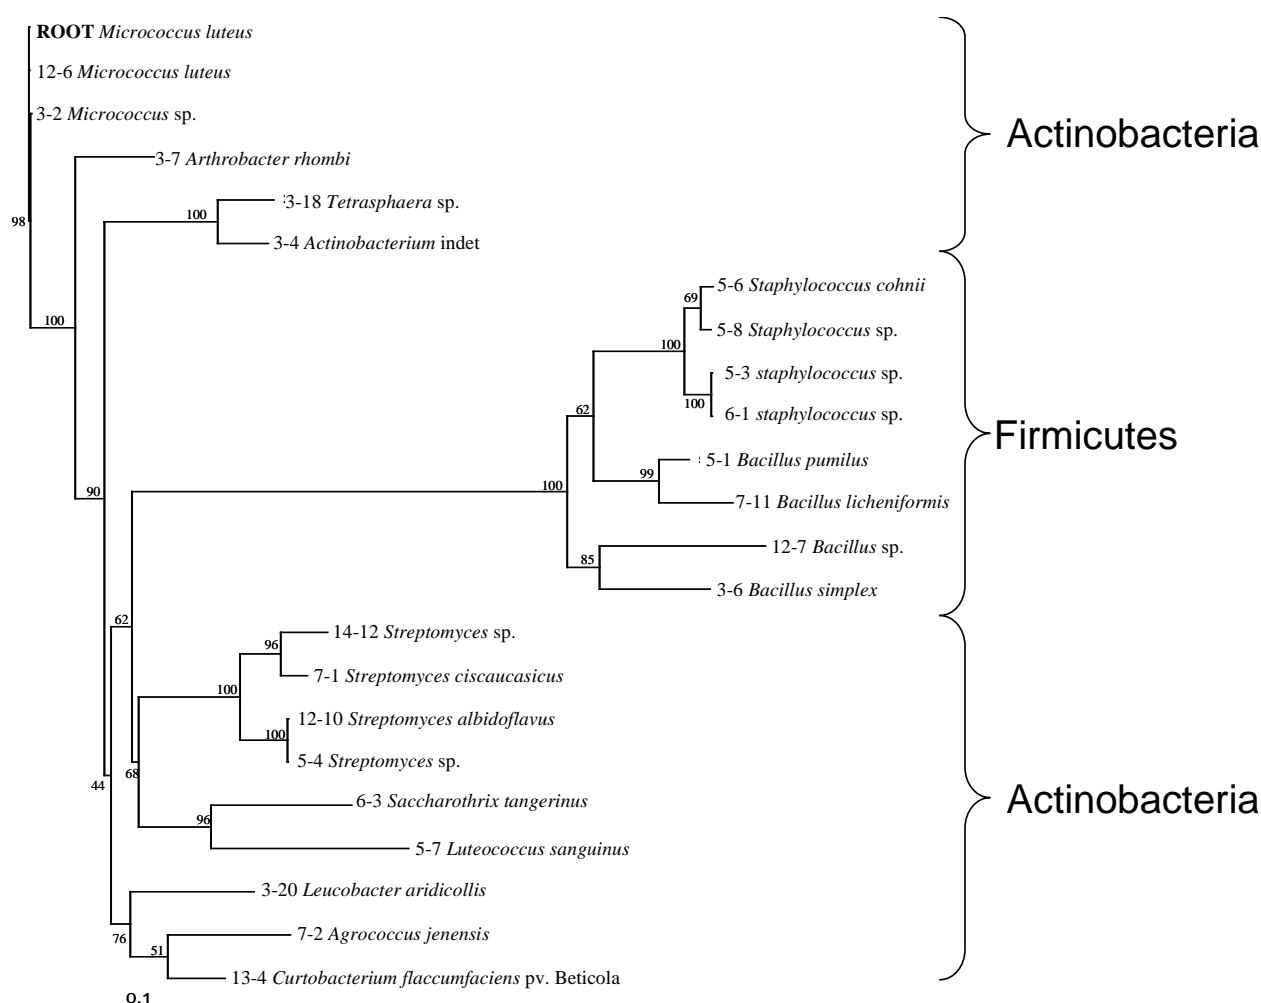 ROOT Micrococcus luteus
12-6 Micrococcus luteus
3-2 Micrococcus sp.
Actinobacteria
3-7 Arthrobacter rhombi
3-18 Tetrasphaera sp.
100
98
3-4 Actinobacterium indet
5-6 Staphylococcus cohnii
69
100
5-8 Staphylococcus sp.
100
5-3 staphylococcus sp.
100
62
6-1 staphylococcus sp.
Firmicutes
5-1 Bacillus pumilus
99
100
90
7-11 Bacillus licheniformis
12-7 Bacillus sp.
85
3-6 Bacillus simplex
62
14-12 Streptomyces sp.
96
7-1 Streptomyces ciscaucasicus
100
12-10 Streptomyces albidoflavus
100
5-4 Streptomyces sp.
68
44
6-3 Saccharothrix tangerinus
Actinobacteria
96
5-7 Luteococcus sanguinus
3-20 Leucobacter aridicollis
7-2 Agrococcus jenensis
76
51
13-4 Curtobacterium flaccumfaciens pv. Beticola
0.1